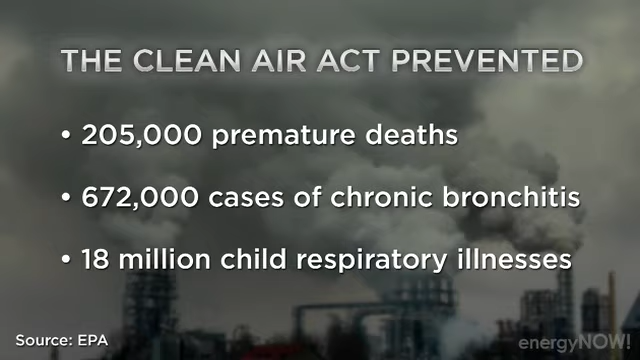 THE CLEAN AIR ACT PREVENTED
• 205,000 premature deaths
• 672,000 cases of chronic bronchitis
• 18 million child respiratory illnesses
Source: EPA
energyNOW!